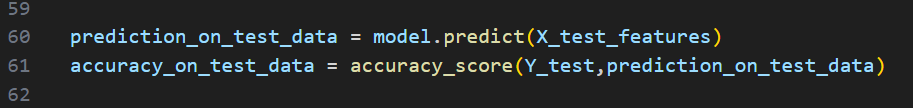 59
60 prediction_on_test_data = model.predict(X_test_features)
61 accuracy_on_test_data = accuracy_score(Y_test,prediction_on_test_data)
62